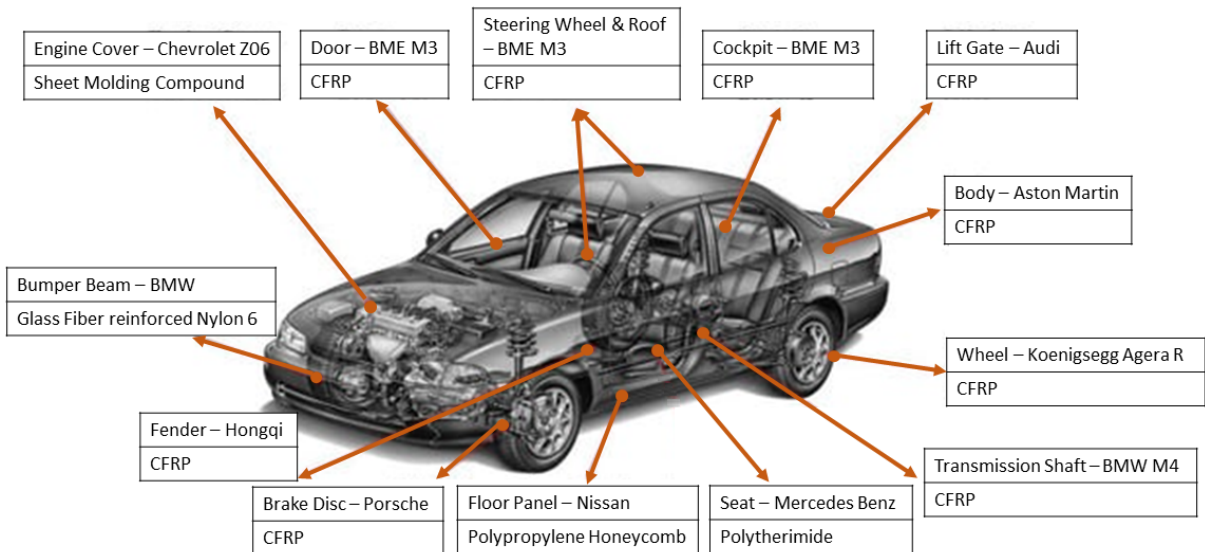 Engine Cover – Chevrolet Z06
Sheet Molding Compound
Door – BME M3
CFRP
Steering Wheel & Roof
– BME M3
CFRP
Cockpit – BME M3
CFRP
Lift Gate – Audi
CFRP
Body – Aston Martin
CFRP
Bumper Beam – BMW
Glass Fiber reinforced Nylon 6
Wheel – Koenigsegg Agera R
CFRP
Fender – Hongqi
CFRP
Transmission Shaft – BMW M4
CFRP
Brake Disc – Porsche
CFRP
Floor Panel – Nissan
Polypropylene Honeycomb
Seat – Mercedes Benz
Polytherimide